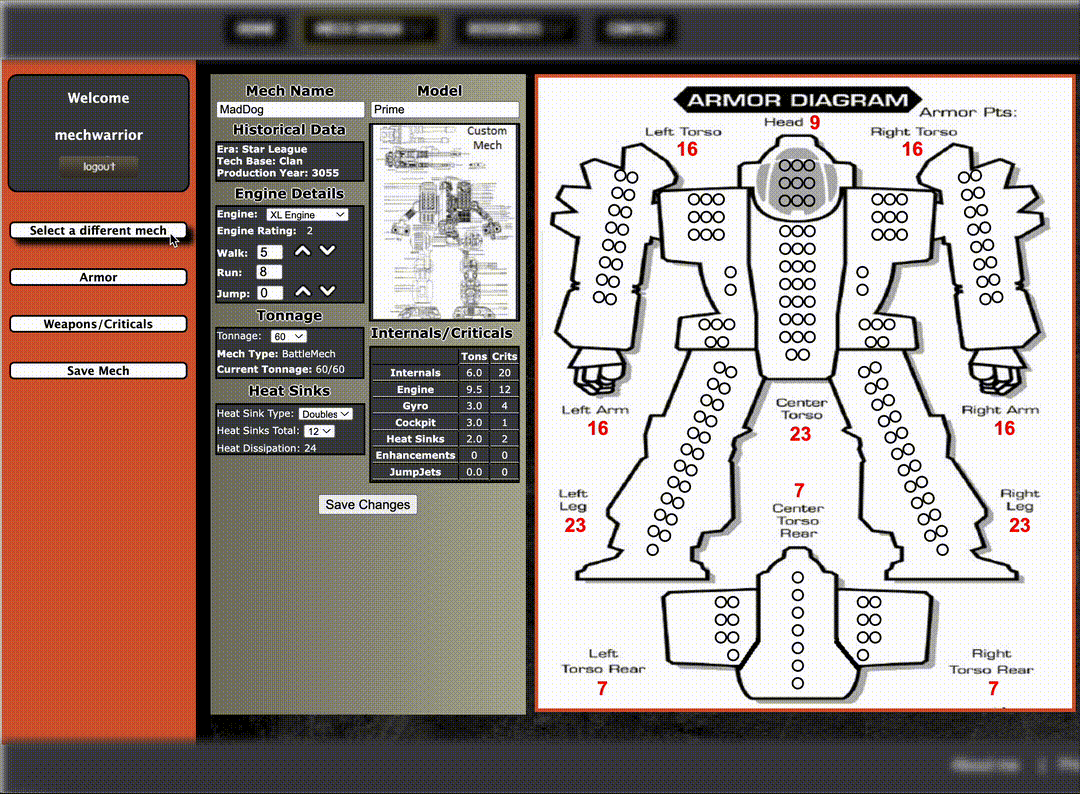 HOME
CONTACT
Welcome
mechwarrior
logout
Select a different mech
Armor
Weapons/Criticals
Save Mech
Mech Name
MadDog
Historical Data
Era: Star League
Tech Base: Clan
Production Year: 3055
Engine Details
Engine: XL Engine
Engine Rating: 2
Walk: 5
Run: 8
Jump: 0
Tonnage
Tonnage: 60
Mech Type: BattleMech
Current Tonnage: 60/60
Heat Sinks
Heat Sink Type: Doubles
Heat Sinks Total: 12
Heat Dissipation: 24
Model
Prime
Custom
Mech
Internals/Criticals
Tons Crits
Internals 6.0 20
Engine 9.5 12
Gyro 3.0 4
Cockpit 3.0 1
Heat Sinks 2.0 2
Enhancements 0 0
JumpJets 0.0 0
Save Changes
ARMOR DIAGRAM
Armor Pts:
Head 9
Left Torso
16
Right Torso
16
Left Arm
16
Center
Torso
23
Right Arm
16
Left
Leg
23
7
Center
Torso
Rear
Right
Leg
23
Left
Torso Rear
7
Right
Torso Rear
7